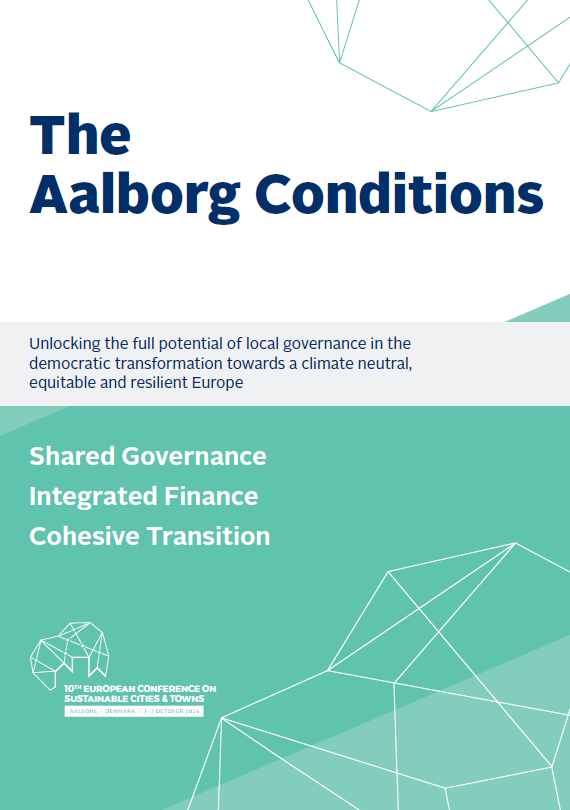 The
Aalborg Conditions
Unlocking the full potential of local governance in the
democratic transformation towards a climate neutral,
equitable and resilient Europe
Shared Governance
Integrated Finance
Cohesive Transition
10TH EUROPEAN CONFERENCE ON
SUSTAINABLE CITIES & TOWNS
AALBORG | DENMARK | 1-3 OCTOBER 2024